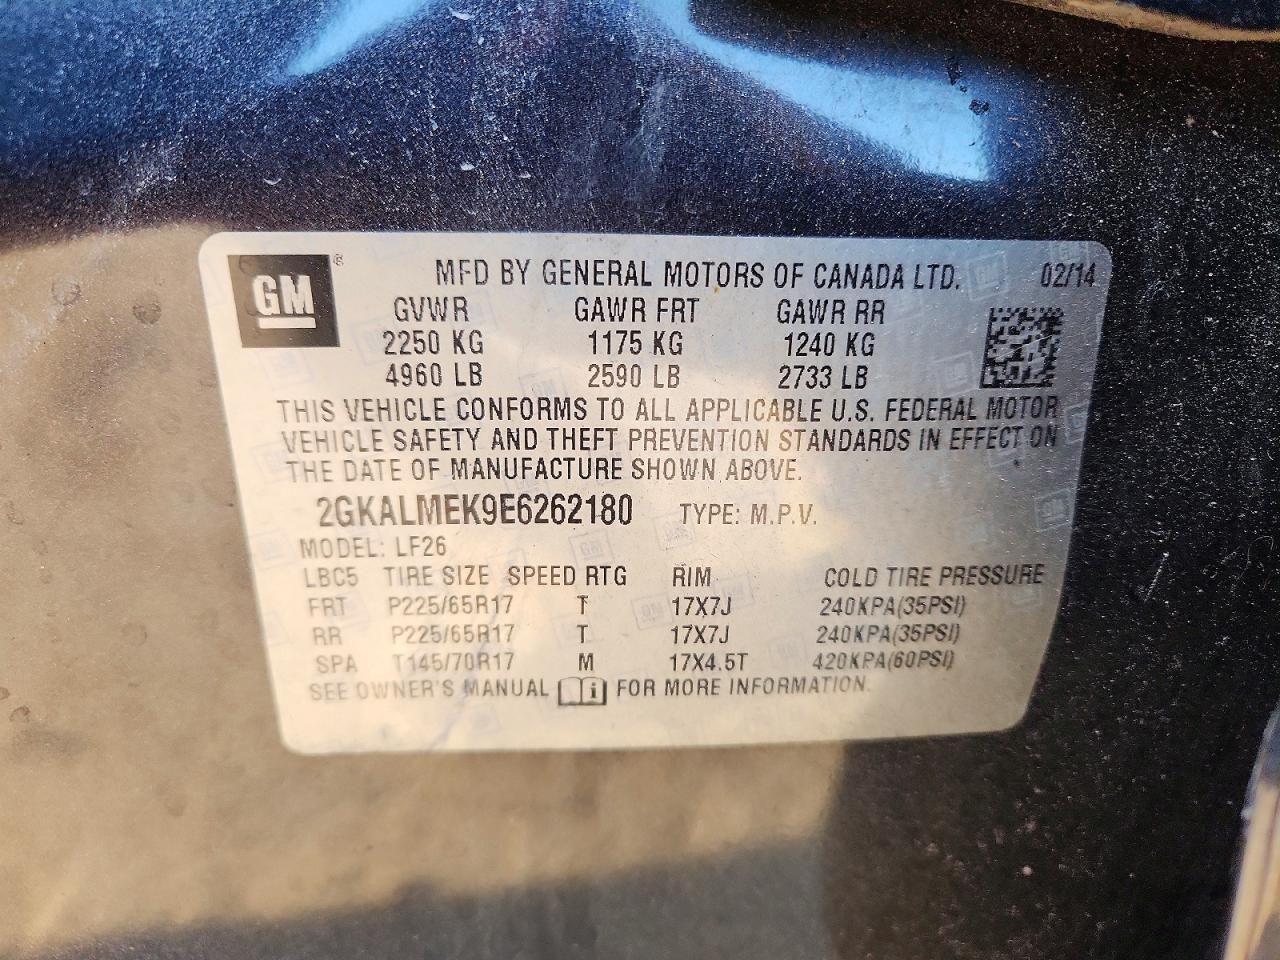 GM ® MFD BY GENERAL MOTORS OF CANADA LTD. 02/14
GVWR GAWR FRT GAWR RR
2250 KG 1175 KG 1240 KG
4960 LB 2590 LB 2733 LB
THIS VEHICLE CONFORMS TO ALL APPLICABLE U.S. FEDERAL MOTOR
VEHICLE SAFETY AND THEFT PREVENTION STANDARDS IN EFFECT ON
THE DATE OF MANUFACTURE SHOWN ABOVE.
2GKALMEK9E6262180 TYPE: M.P.V.
MODEL: LF26
LBC5 TIRE SIZE SPEED RTG RIM COLD TIRE PRESSURE
FRT P225/65R17 T 17X7J 240KPA(35PSI)
RR P225/65R17 T 17X7J 240KPA(35PSI)
SPA T145/70R17 M 17X4.5T 420KPA(60PSI)
SEE OWNER'S MANUAL i FOR MORE INFORMATION.